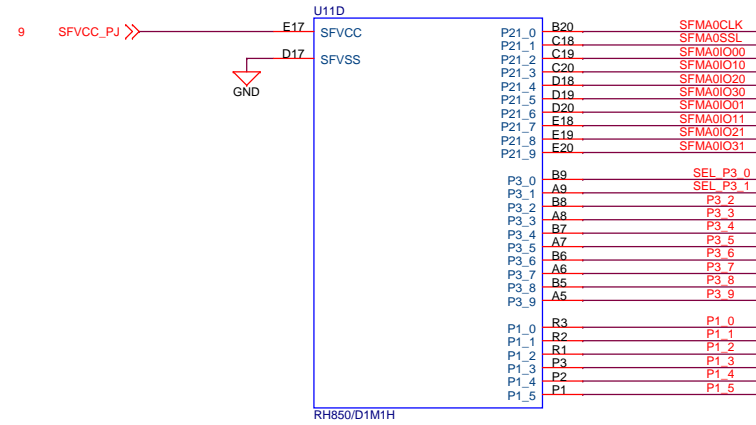 U11D
9 SFVCC_PJ E17 SFVCC
D17 SFVSS
GND
P21_0 B20 SFMA0CLK
P21_1 C18 SFMA0SSL
P21_2 C19 SFMA0IO00
P21_3 C20 SFMA0IO10
P21_4 D18 SFMA0IO20
P21_5 D19 SFMA0IO30
P21_6 D20 SFMA0IO01
P21_7 E18 SFMA0IO11
P21_8 E19 SFMA0IO21
P21_9 E20 SFMA0IO31
P3_0 B9 SEL_P3_0
P3_1 A9 SEL_P3_1
P3_2 B8 P3_2
P3_3 A8 P3_3
P3_4 B7 P3_4
P3_5 A7 P3_5
P3_6 B6 P3_6
P3_7 A6 P3_7
P3_8 B5 P3_8
P3_9 A5 P3_9
P1_0 R3 P1_0
P1_1 R2 P1_1
P1_2 R1 P1_2
P1_3 P3 P1_3
P1_4 P2 P1_4
P1_5 P1 P1_5
RH850/D1M1H